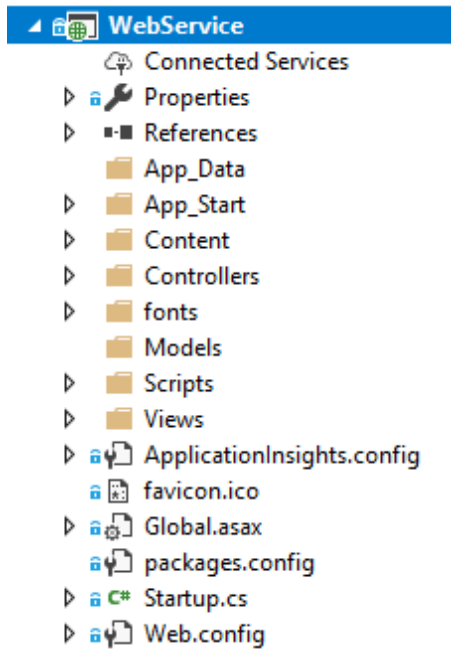 WebService
Connected Services
Properties
References
App_Data
App_Start
Content
Controllers
fonts
Models
Scripts
Views
ApplicationInsights.config
favicon.ico
Global.asax
packages.config
C# Startup.cs
Web.config